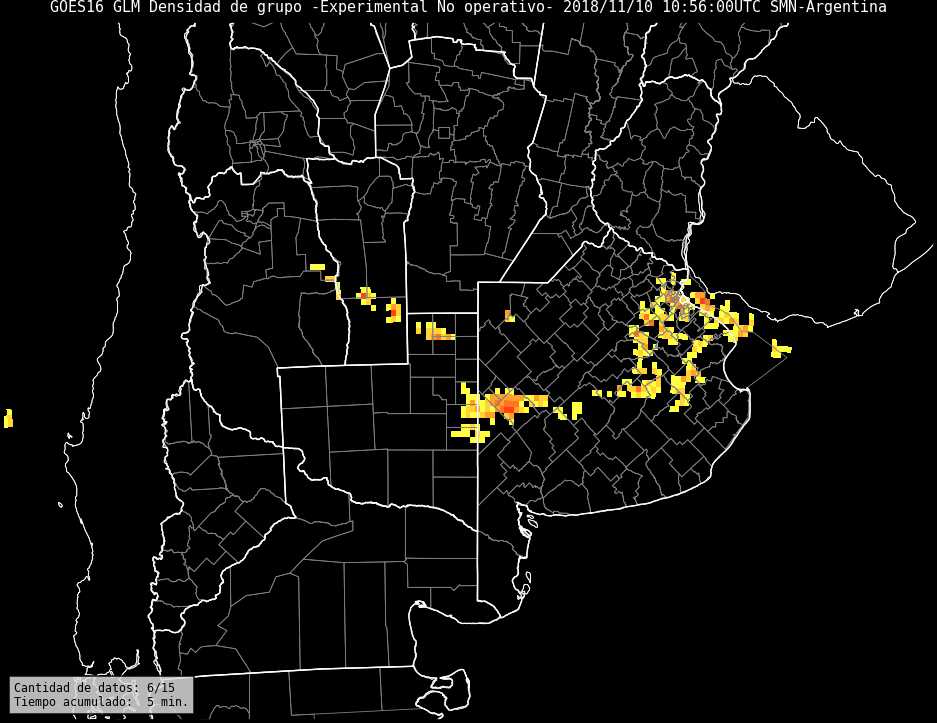 GOES16 GLM Densidad de grupo -Experimental No operativo- 2018/11/10 10:56:00UTC SMN-Argentina
Cantidad de datos: 6/15
Tiempo acumulado:  5 min.